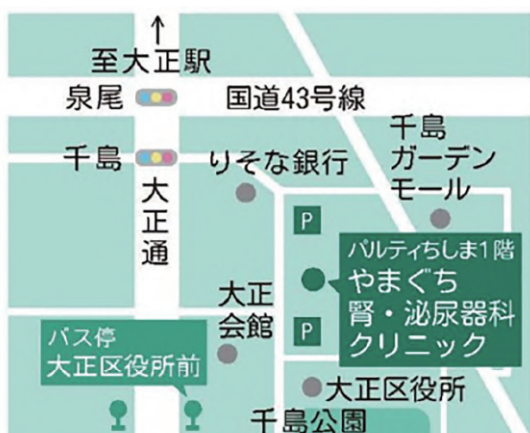 ↑
至大正駅
泉尾
国道43号線
千島
りそな銀行
千島
ガーデン
モール
大正通
P
パルティちしま1階
やまぐち
腎・泌尿器科
クリニック
大正
会館
P
バス停
大正区役所前
大正区役所
千島公園